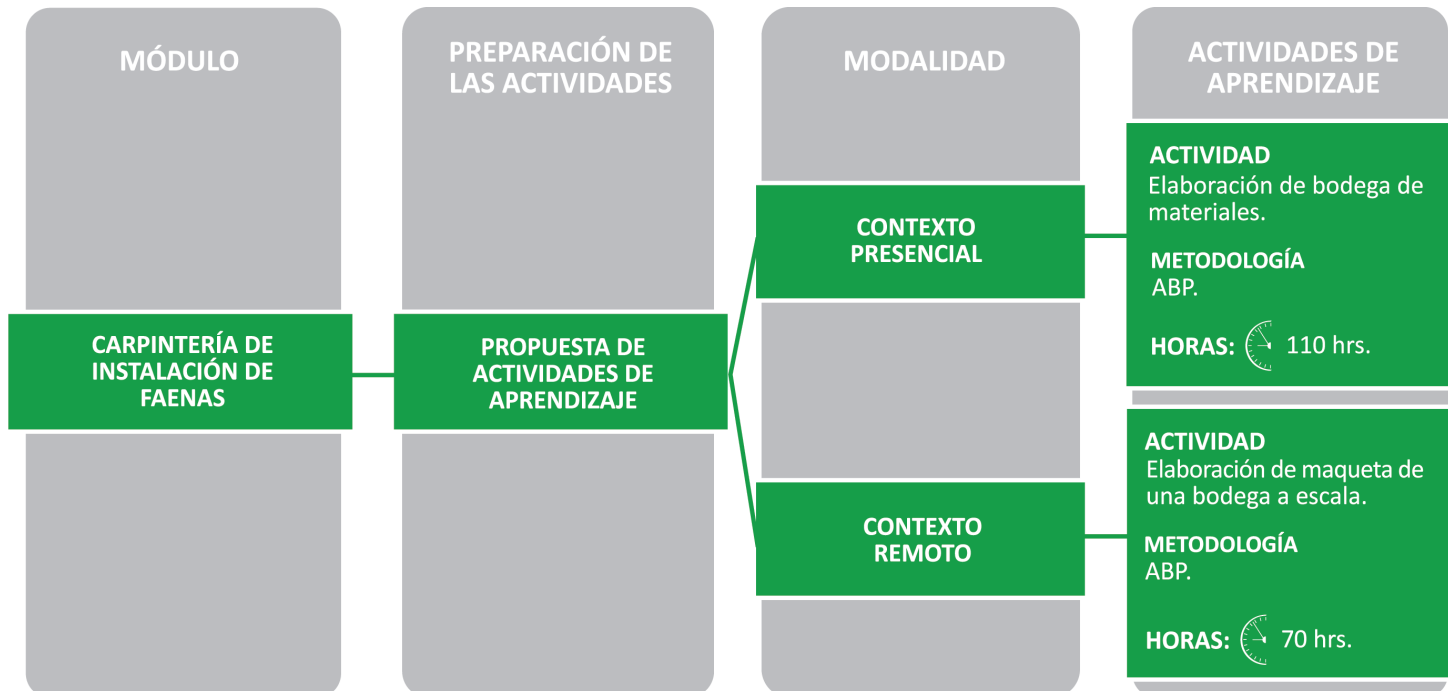 MÓDULO
PREPARACIÓN DE
LAS ACTIVIDADES
MODALIDAD
ACTIVIDADES DE
APRENDIZAJE
CARPINTERÍA DE
INSTALACIÓN DE
FAENAS
PROPUESTA DE
ACTIVIDADES DE
APRENDIZAJE
CONTEXTO
PRESENCIAL
ACTIVIDAD
Elaboración de bodega de
materiales.
METODOLOGÍA
ABP.
HORAS: 110 hrs.
CONTEXTO
REMOTO
ACTIVIDAD
Elaboración de maqueta de
una bodega a escala.
METODOLOGÍA
ABP.
HORAS: 70 hrs.